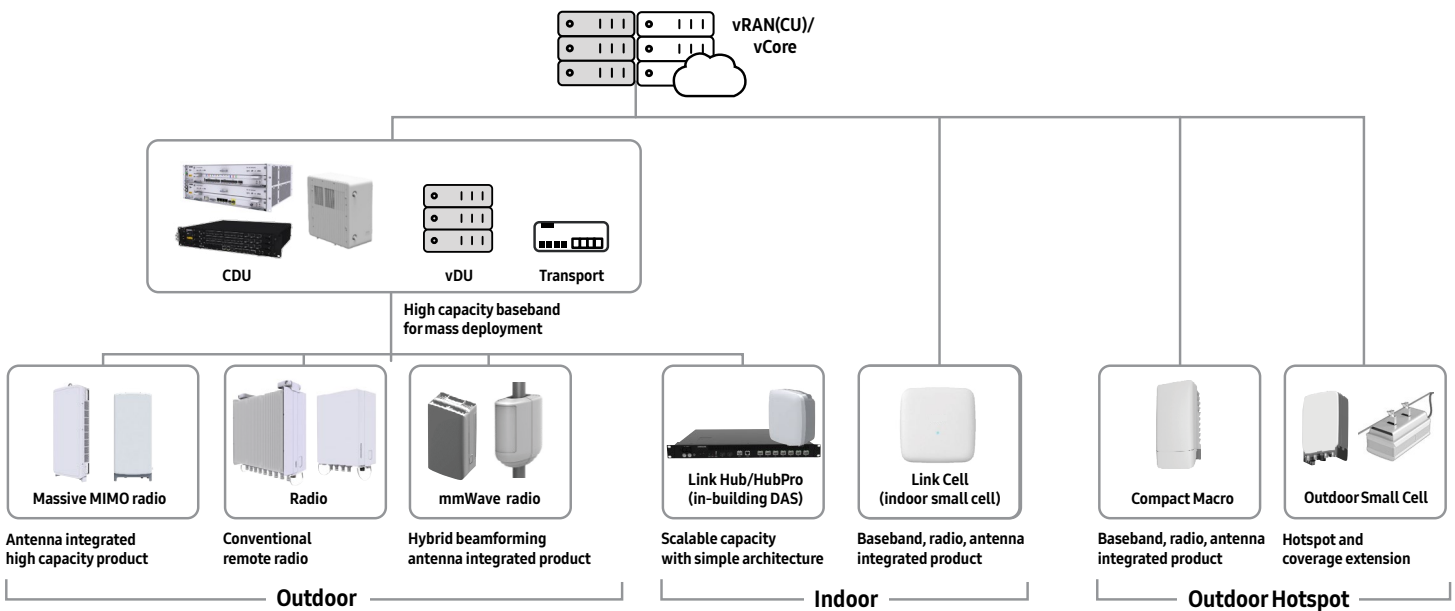 vRAN(CU)/
vCore
CDU
vDU
Transport
High capacity baseband
for mass deployment
Massive MIMO radio
Antenna integrated
high capacity product
Radio
Conventional
remote radio
mmWave radio
Hybrid beamforming
antenna integrated product
Link Hub/HubPro
(in-building DAS)
Scalable capacity
with simple architecture
Link Cell
(indoor small cell)
Baseband, radio, antenna
integrated product
Compact Macro
Baseband, radio, antenna
integrated product
Outdoor Small Cell
Hotspot and
coverage extension
Outdoor
Indoor
Outdoor Hotspot